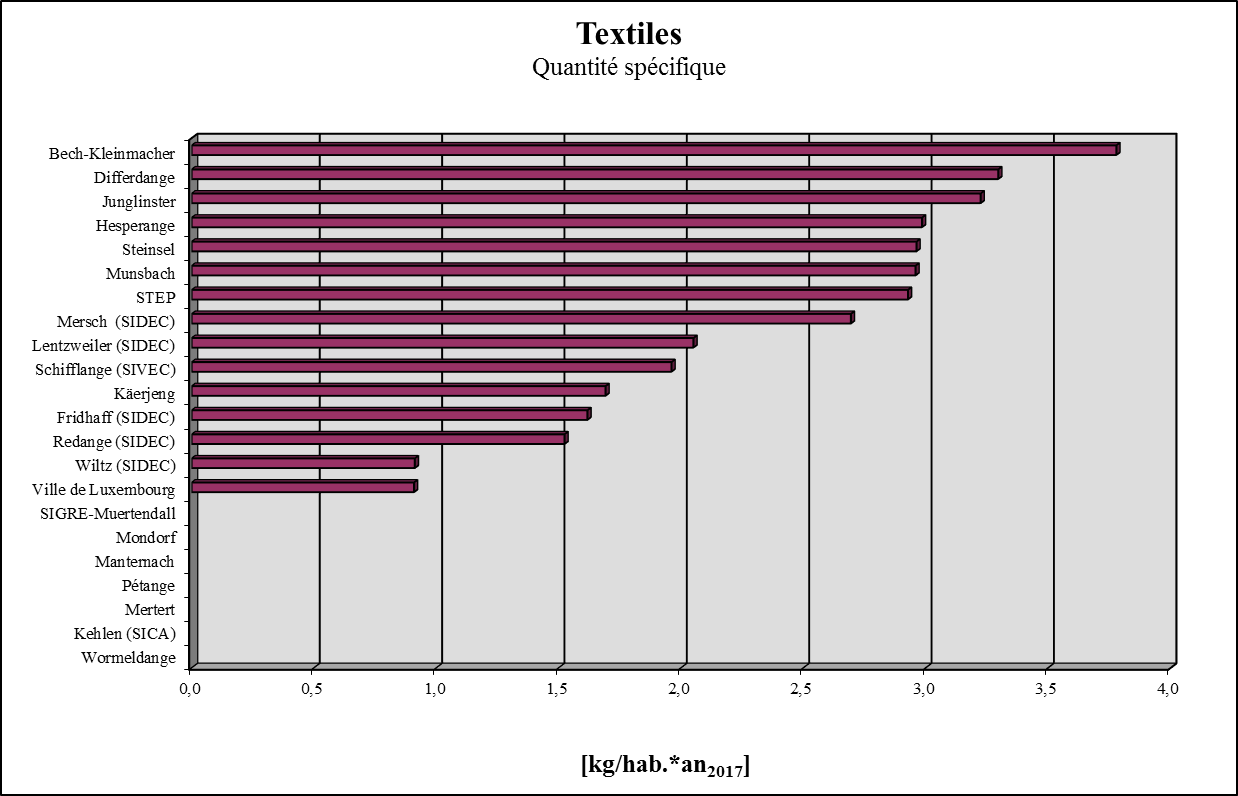 Textiles
Quantité spécifique
Bech-Kleinmacher
Differdange
Junglinster
Hesperange
Steinsel
Munsbach
STEP
Mersch (SIDEC)
Lentzweiler (SIDEC)
Schifflange (SIVEC)
Käerjeng
Fridhaff (SIDEC)
Redange (SIDEC)
Wiltz (SIDEC)
Ville de Luxembourg
SIGRE-Muertendall
Mondorf
Manternach
Pétange
Mertert
Kehlen (SICA)
Wormeldange
0,0 0,5 1,0 1,5 2,0 2,5 3,0 3,5 4,0
[kg/hab.*an2017]